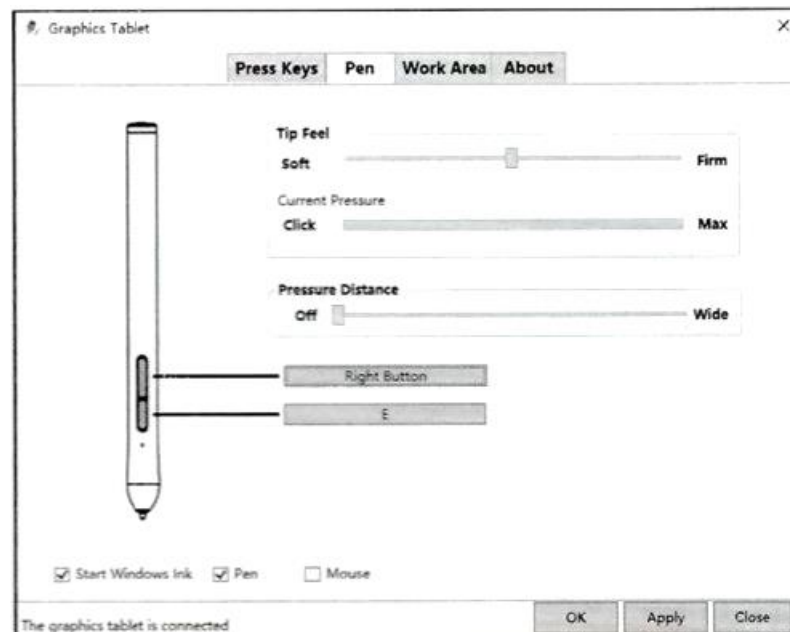 Graphics Tablet
Press Keys Pen Work Area About
Tip Feel
Soft Firm
Current Pressure
Click Max
Pressure Distance
Off Wide
Right Button
E
Start Windows Ink Pen Mouse
The graphics tablet is connected
OK Apply Close